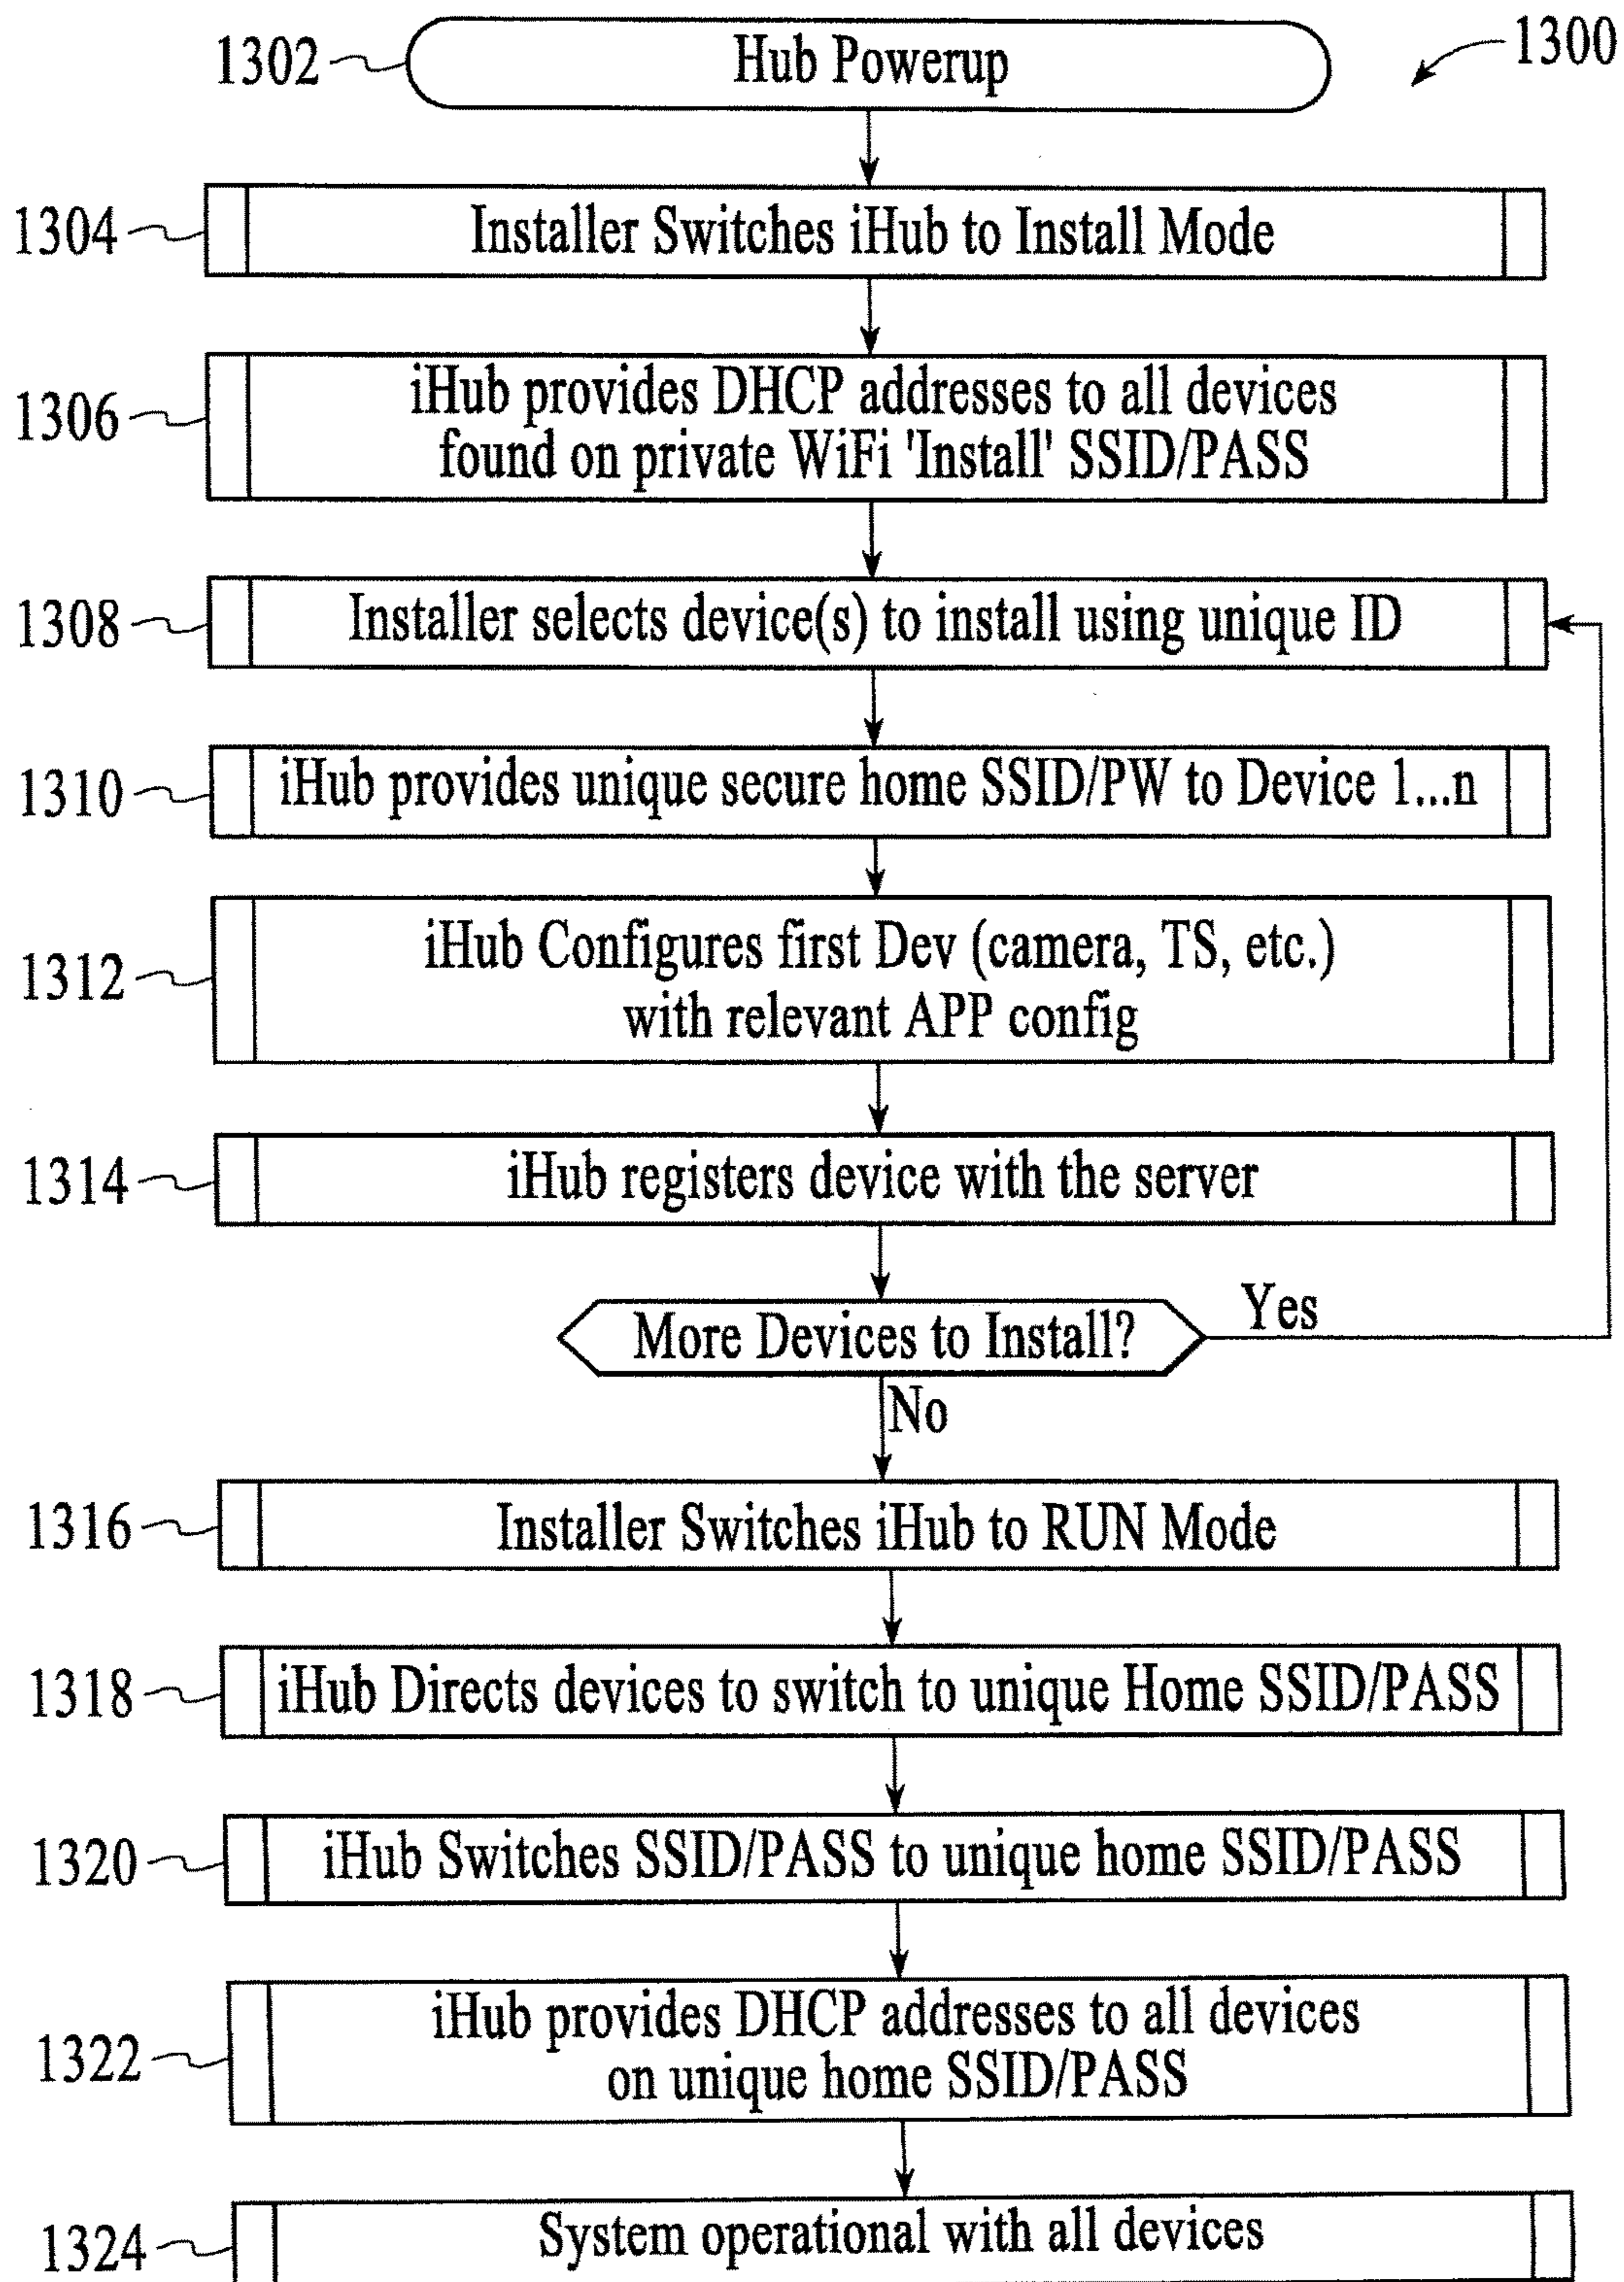 1300
1302
Hub Powerup
1304
Installer Switches iHub to Install Mode
1306
iHub provides DHCP addresses to all devices
found on private WiFi 'Install' SSID/PASS
1308
Installer selects device(s) to install using unique ID
1310
iHub provides unique secure home SSID/PW to Device 1...n
1312
iHub Configures first Dev (camera, TS, etc.)
with relevant APP config
1314
iHub registers device with the server
More Devices to Install?
Yes
No
1316
Installer Switches iHub to RUN Mode
1318
iHub Directs devices to switch to unique Home SSID/PASS
1320
iHub Switches SSID/PASS to unique home SSID/PASS
1322
iHub provides DHCP addresses to all devices
on unique home SSID/PASS
1324
System operational with all devices